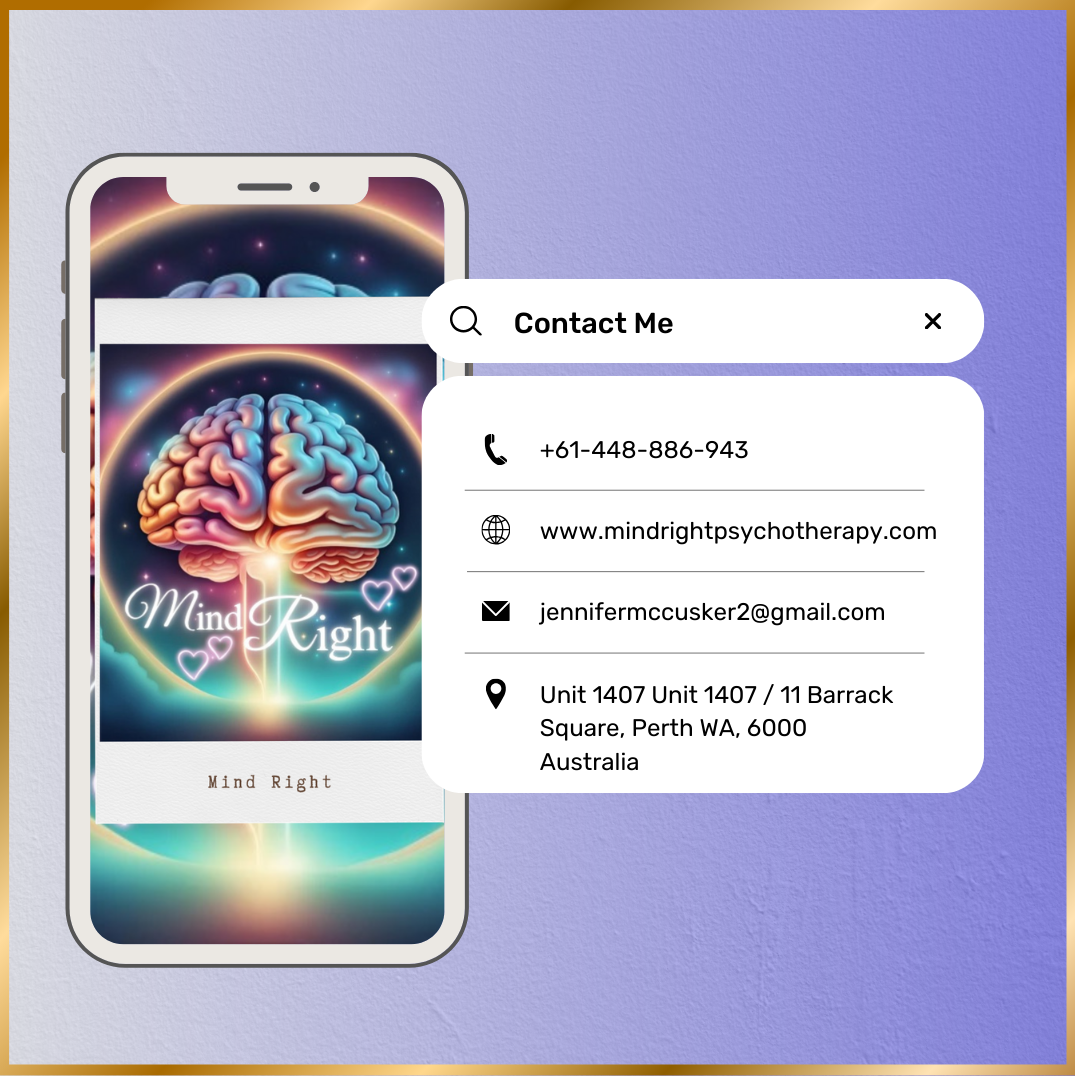 Mind Right
Mind Right
Contact Me
+61-448-886-943
www.mindrightpsychotherapy.com
jennifermccusker2@gmail.com
Unit 1407 Unit 1407 / 11 Barrack
Square, Perth WA, 6000
Australia